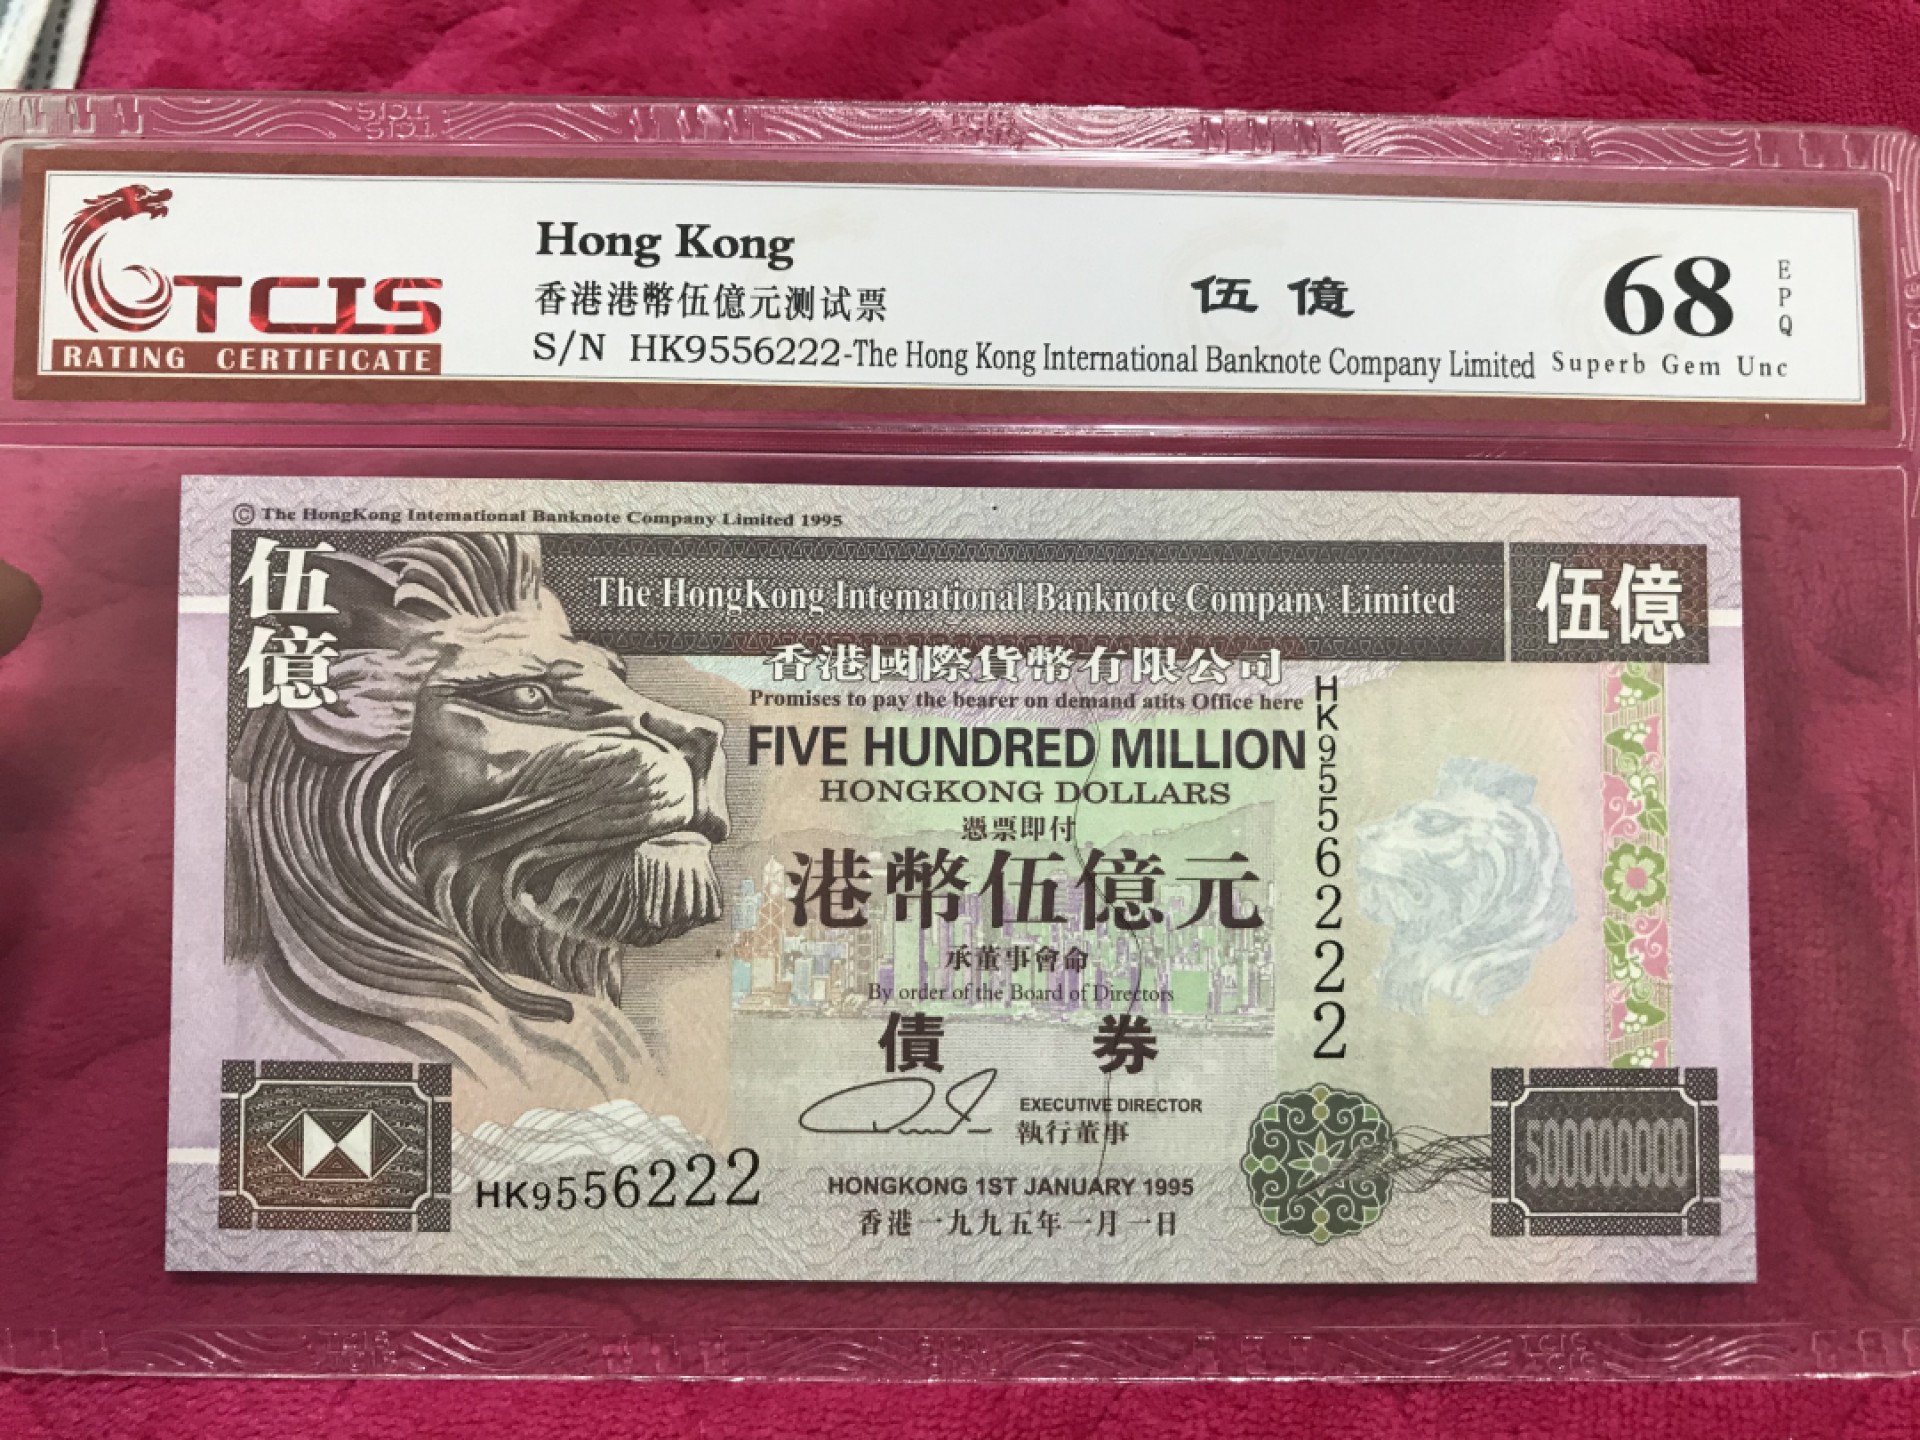 TCIS
RATING CERTIFICATE
Hong Kong
香港港幣伍億元测试票
S/N HK9556222-The Hong Kong International Banknote Company Limited
伍億
68
EPQ
Superb Gem Unc
© The HongKong International Banknote Company Limited 1995
伍億
The HongKong International Banknote Company Limited
伍億
香港國際貨幣有限公司
Promises to pay the bearer on demand atits Office here
FIVE HUNDRED MILLION
HONGKONG DOLLARS
憑票即付
港幣伍億元
承董事會命
By order of the Board of Directors
債券
HK9556222
EXECUTIVE DIRECTOR
執行董事
HK9556222
HONGKONG 1ST JANUARY 1995
香港一九九五年一月一日
500000000